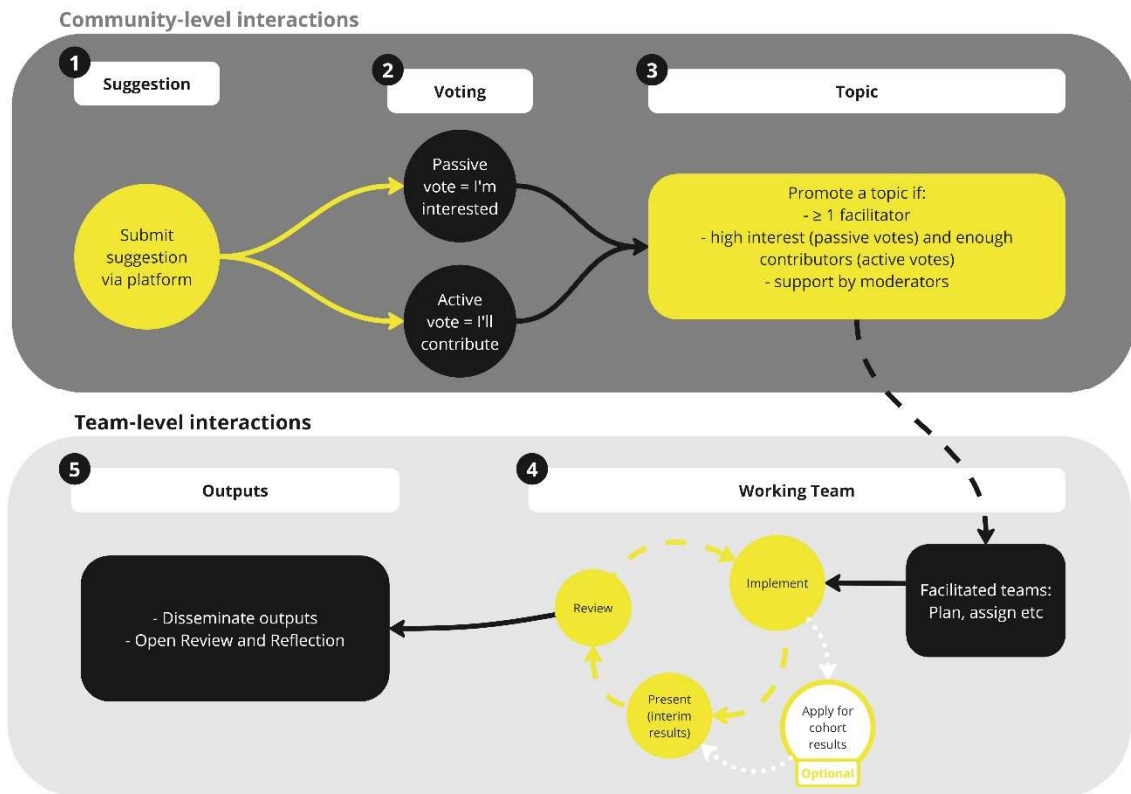 Community-level interactions
1
Suggestion
2
Voting
3
Topic
Submit
suggestion
via platform
Passive
vote = I'm
interested
Active
vote = I'll
contribute
Promote a topic if:
- ≥ 1 facilitator
- high interest (passive votes) and enough
contributors (active votes)
- support by moderators
Team-level interactions
5
Outputs
4
Working Team
- Disseminate outputs
- Open Review and Reflection
Review
Implement
Present
(interim
results)
Apply for
cohort
results
Optional
Facilitated teams:
Plan, assign etc